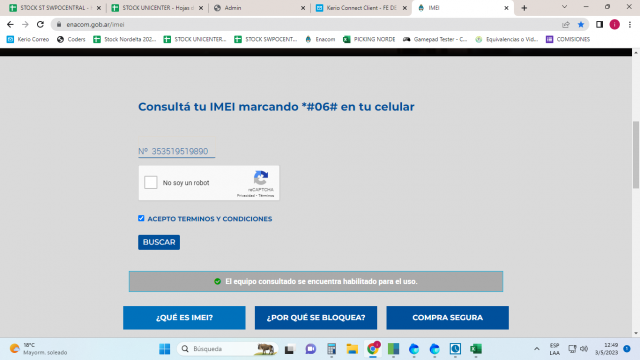 STOCK ST SWPOCENTRAL -
STOCK UNICENTER - Hojas d
Admin
Kerio Connect Client - FE DE
IMEI
enacom.gob.ar/imei
Kerio Correo
Coders
Stock Nordelta 202...
STOCK UNICENTER...
STOCK SWPOCENT...
Enacom
PICKING NORDE
Gamepad Tester - C...
Equivalencias o Vid...
COMISIONES
Consultá tu IMEI marcando *#06# en tu celular
Nº 353519519890
No soy un robot
reCAPTCHA
Privacidad - Términos
ACEPTO TERMINOS Y CONDICIONES
BUSCAR
El equipo consultado se encuentra habilitado para el uso.
¿QUÉ ES IMEI?
¿POR QUÉ SE BLOQUEA?
COMPRA SEGURA
18°C
Mayorm. soleado
Búsqueda
ESP
LAA
12:49
3/5/2023